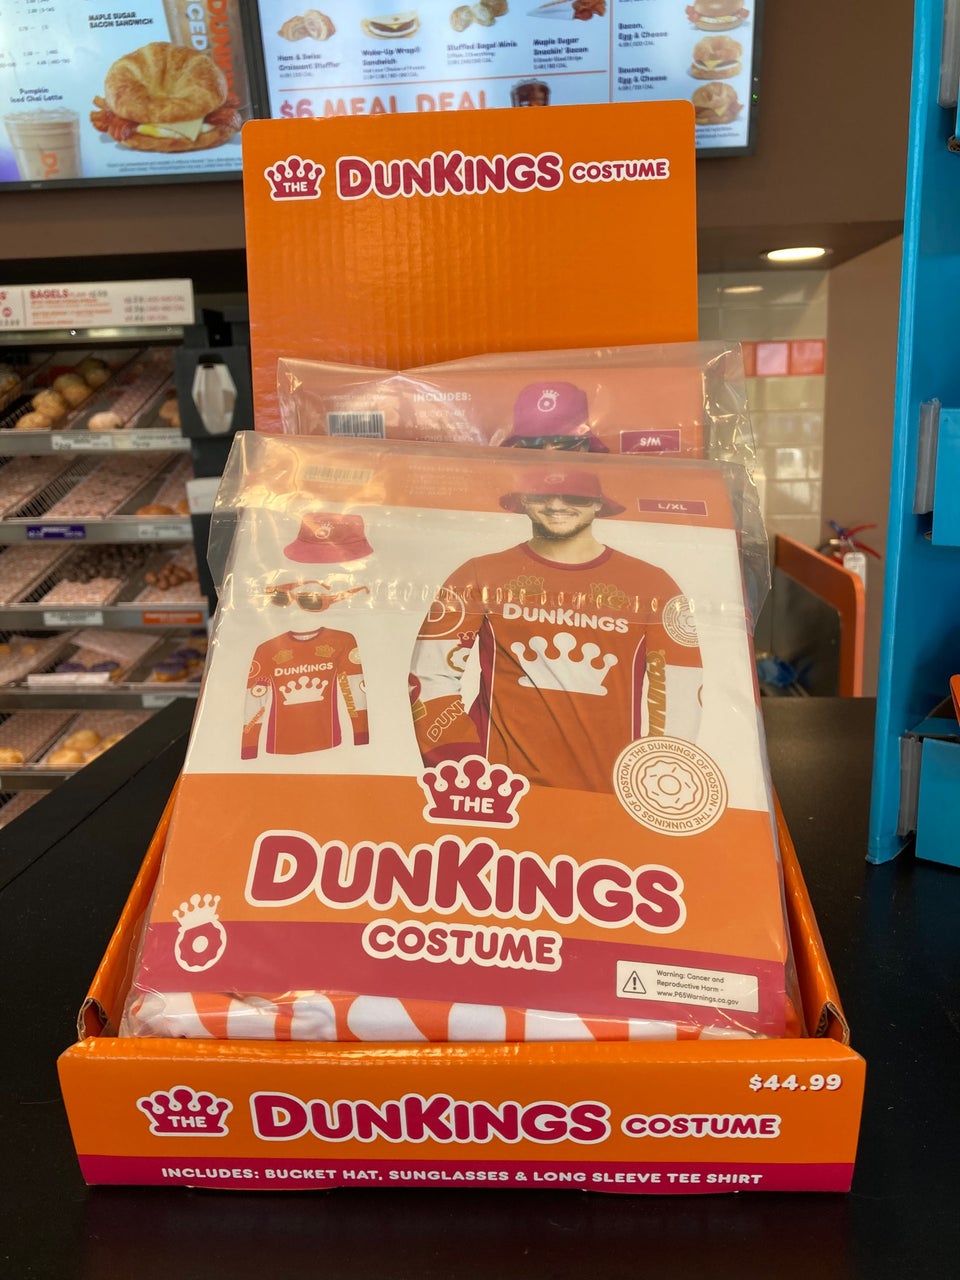 MAPLE SUGAR
BACON SANDWICH
Pumpkin
Iced Chai Latte
ICED
DUNKIN'
Ham & Swiss
Croissant Stuffer
Wake-Up Wrap®
Sandwich
Stuffed Bagel Minis
Maple Sugar
Snackin' Bacon
Bacon,
Egg & Cheese
Sausage,
Egg & Cheese
$6 MEAL DEAL
THE DUNKINGS COSTUME
BAGELS
INCLUDES:
S/M
L/XL
DUNKINGS
DUNKINGS
THE DUNKINGS OF BOSTON • THE DUNKINGS OF BOSTON •
THE
DUNKINGS
COSTUME
Warning: Cancer and
Reproductive Harm -
www.P65Warnings.ca.gov
$44.99
THE DUNKINGS COSTUME
INCLUDES: BUCKET HAT, SUNGLASSES & LONG SLEEVE TEE SHIRT